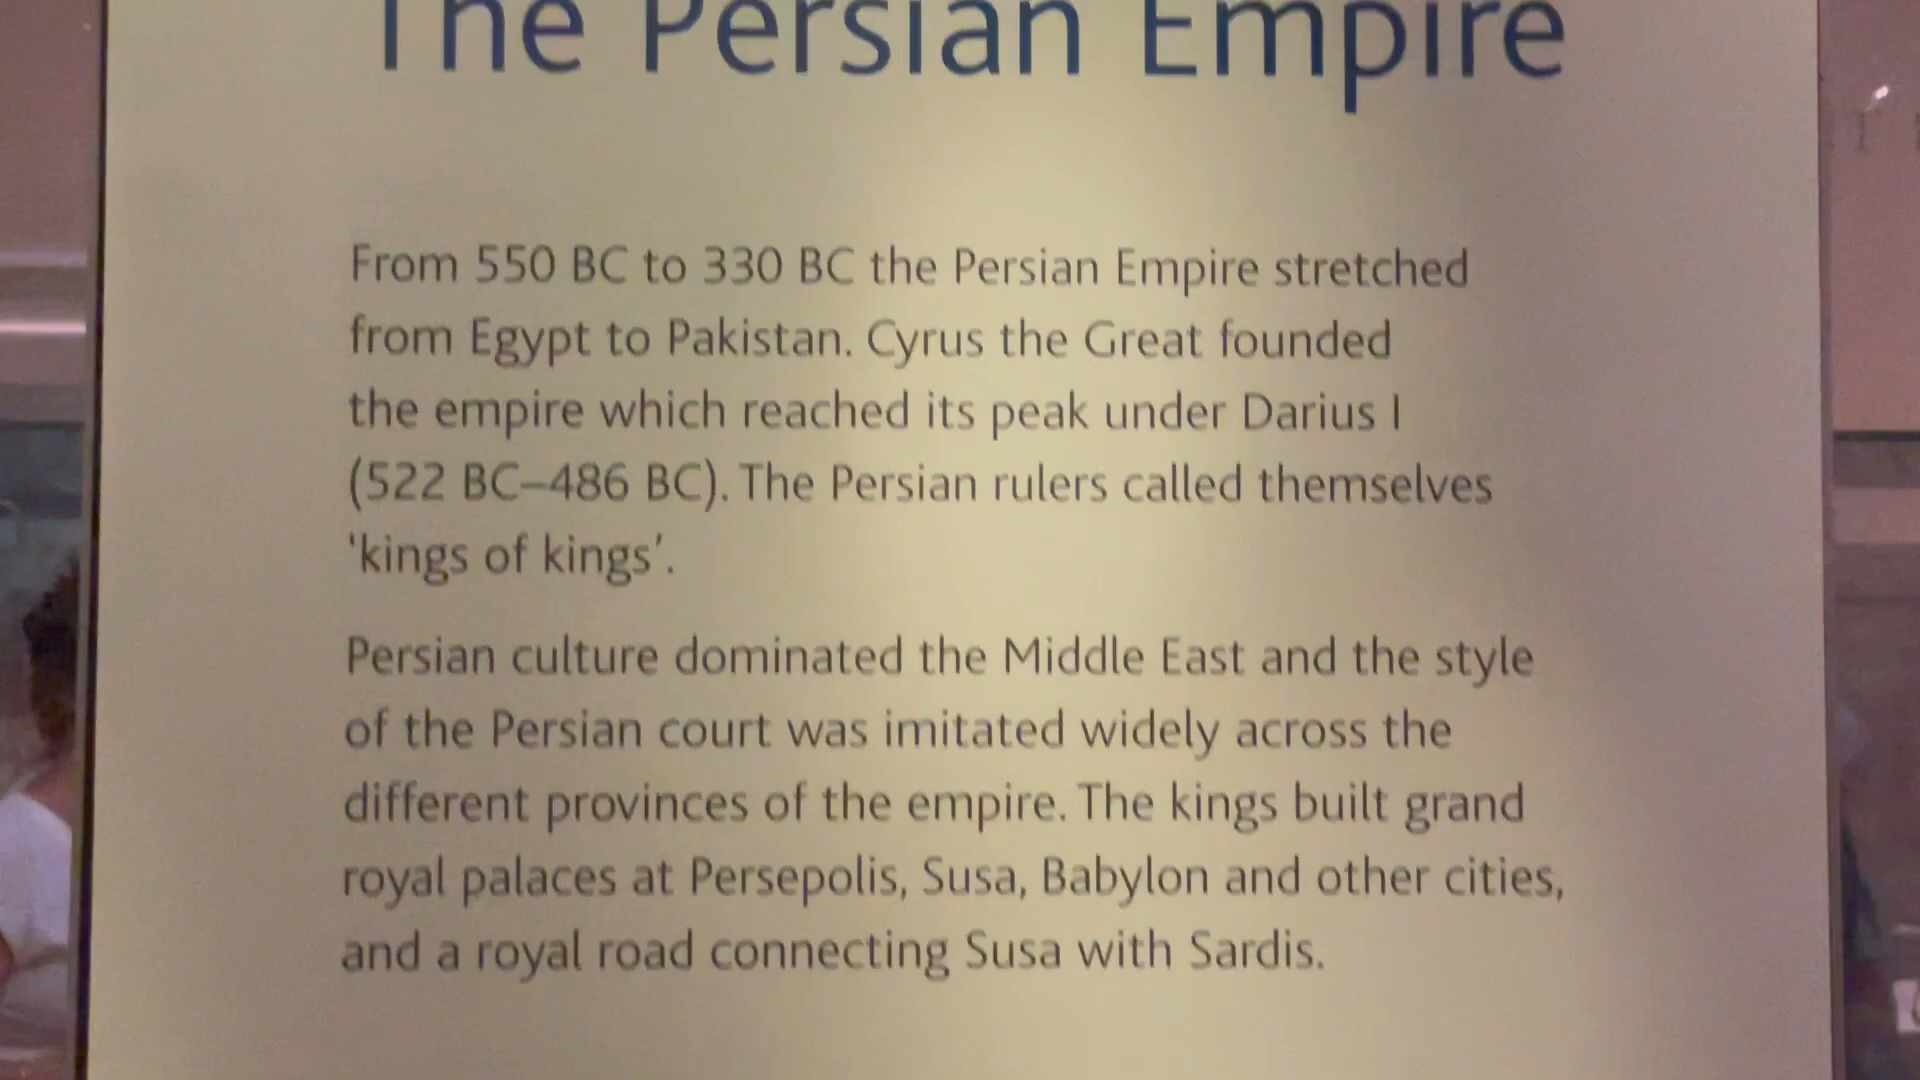 The Persian Empire
From 550 BC to 330 BC the Persian Empire stretched
from Egypt to Pakistan. Cyrus the Great founded
the empire which reached its peak under Darius I
(522 BC–486 BC). The Persian rulers called themselves
'kings of kings'.
Persian culture dominated the Middle East and the style
of the Persian court was imitated widely across the
different provinces of the empire. The kings built grand
royal palaces at Persepolis, Susa, Babylon and other cities,
and a royal road connecting Susa with Sardis.